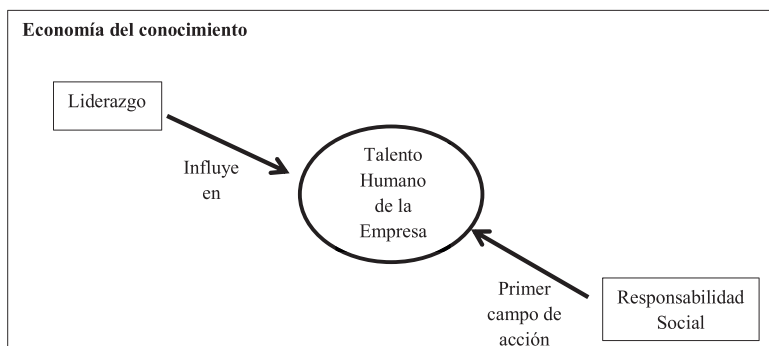 Economía del conocimiento
Liderazgo
Influye
en
Talento
Humano
de la
Empresa
Primer
campo de
acción
Responsabilidad
Social